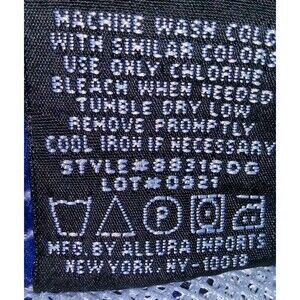 MACHINE WASH COLD
WITH SIMILAR COLORS
USE ONLY CHLORINE
BLEACH WHEN NEEDED
TUMBLE DRY LOW
REMOVE PROMPTLY
COOL IRON IF NECESSARY
STYLE#88316DG
LOT#0921
P
MFG BY ALLURA IMPORTS
NEW YORK, NY-10018